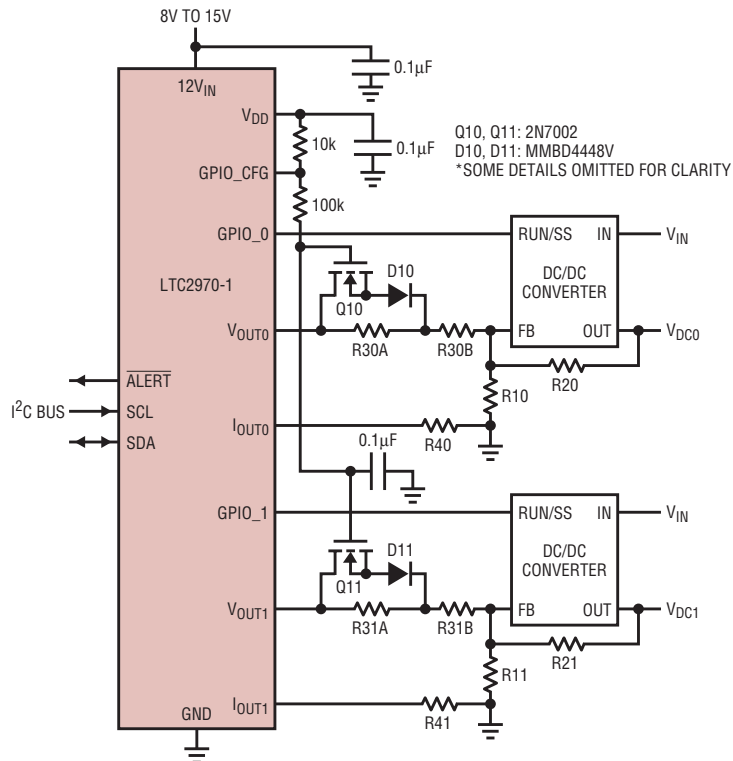 8V TO 15V
0.1µF
12VIN
VDD
10k
0.1µF
Q10, Q11: 2N7002
D10, D11: MMBD4448V
*SOME DETAILS OMITTED FOR CLARITY
GPIO_CFG
100k
GPIO_0
RUN/SS IN VIN
LTC2970-1
Q10
D10
DC/DC
CONVERTER
VOUT0
R30A
R30B
FB OUT VDC0
R20
R10
ALERT
I2C BUS
SCL
SDA
IOUT0
R40
0.1µF
GPIO_1
RUN/SS IN VIN
Q11
D11
DC/DC
CONVERTER
VOUT1
R31A
R31B
FB OUT VDC1
R21
R11
IOUT1
R41
GND